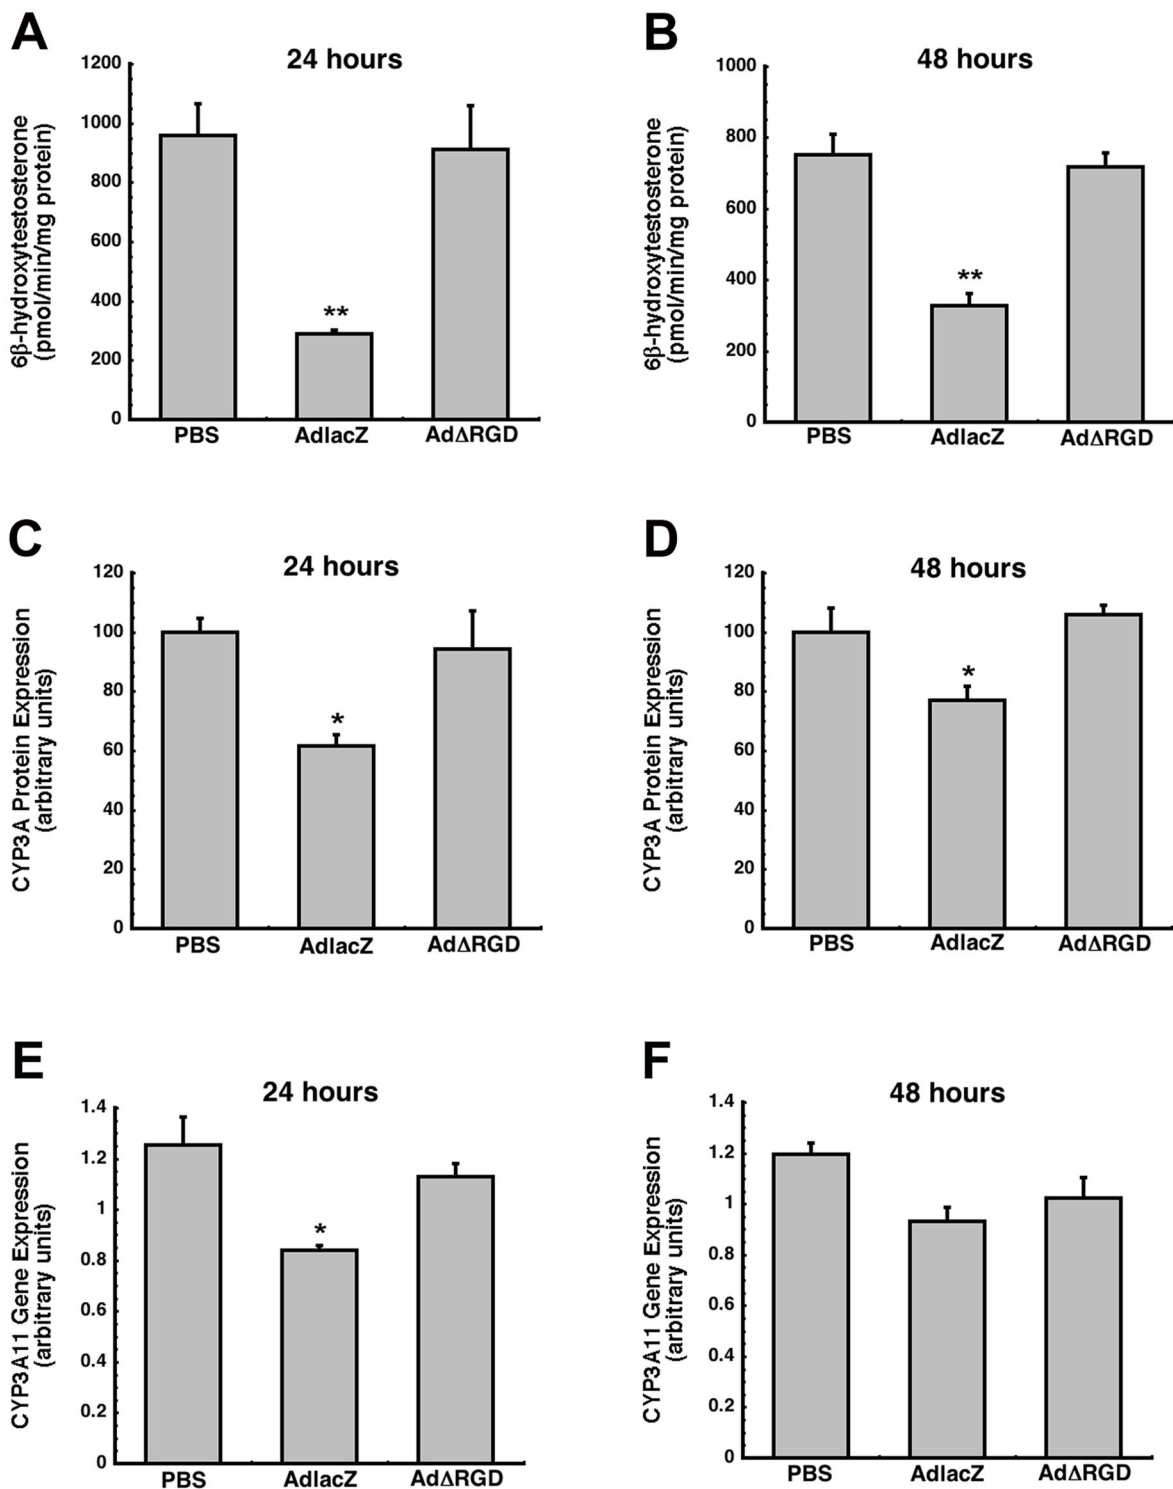 A
24 hours
6β-hydroxytestosterone
(pmol/min/mg protein)
1200
1000
800
600
400
200
0
**
PBS
AdlacZ
AdΔRGD
B
48 hours
6β-hydroxytestosterone
(pmol/min/mg protein)
1000
800
600
400
200
0
**
PBS
AdlacZ
AdΔRGD
C
24 hours
CYP3A Protein Expression
(arbitrary units)
120
100
80
60
40
20
0
*
PBS
AdlacZ
AdΔRGD
D
48 hours
CYP3A Protein Expression
(arbitrary units)
120
100
80
60
40
20
0
*
PBS
AdlacZ
AdΔRGD
E
24 hours
CYP3A11 Gene Expression
(arbitrary units)
1.4
1.2
1
0.8
0.6
0.4
0.2
0
*
PBS
AdlacZ
AdΔRGD
F
48 hours
CYP3A11 Gene Expression
(arbitrary units)
1.4
1.2
1
0.8
0.6
0.4
0.2
0
PBS
AdlacZ
AdΔRGD